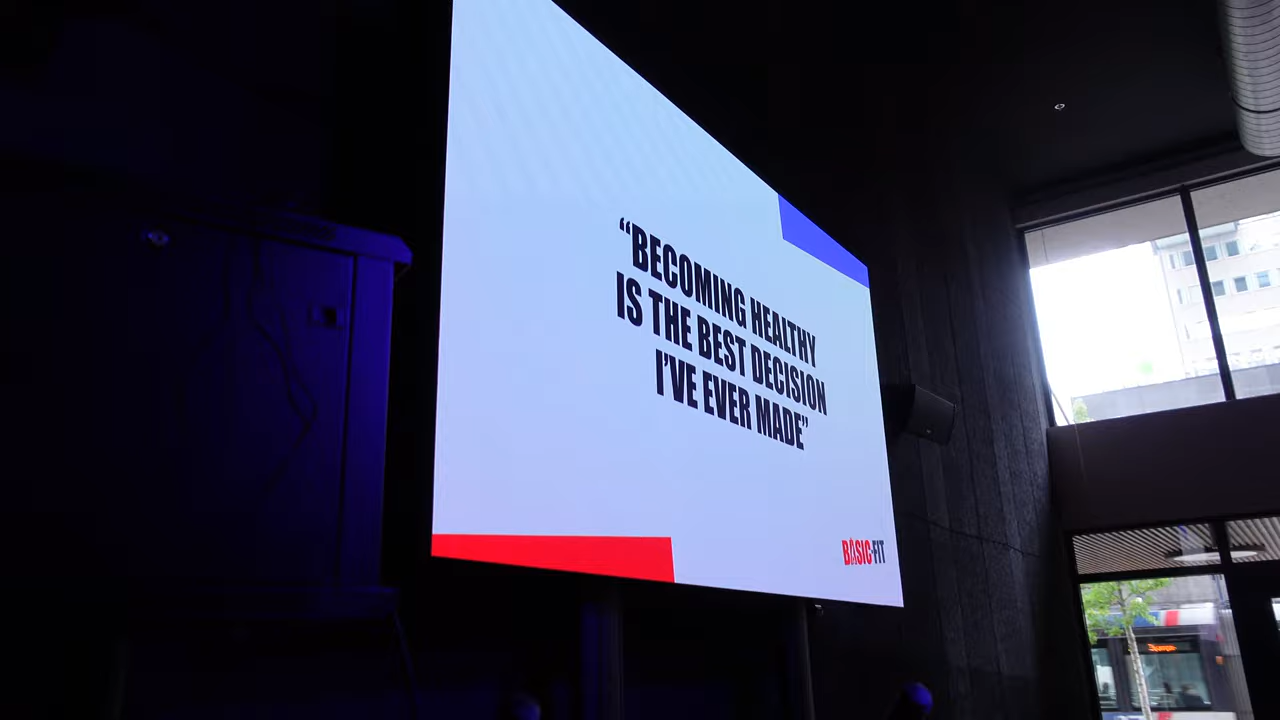 “BECOMING HEALTHY
IS THE BEST DECISION
I’VE EVER MADE”
BASIC-FIT